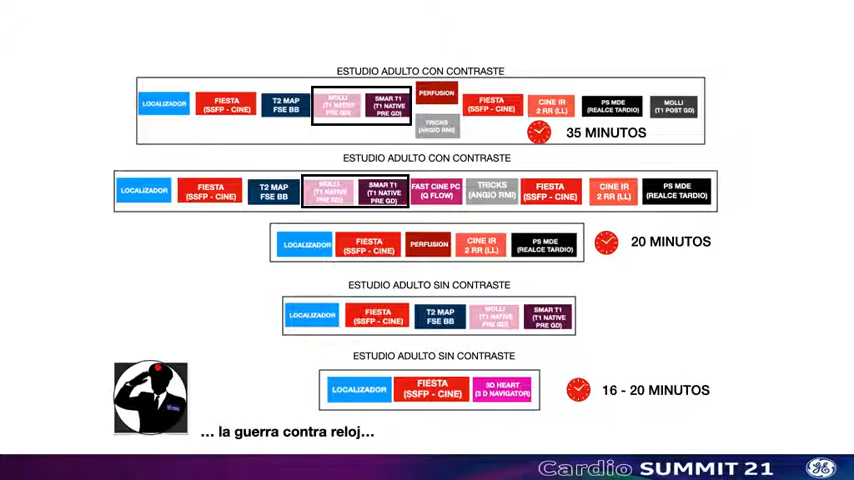 ESTUDIO ADULTO CON CONTRASTE
LOCALIZADOR
FIESTA
(SSFP - CINE)
T2 MAP
FSE BB
MOLLI
(T1 NATIVE
PRE GD)
SMAR T1
(T1 NATIVE
PRE GD)
PERFUSION
TRICKS
(ANGIO RMI)
FIESTA
(SSFP - CINE)
CINE IR
2 RR (LL)
PS MDE
(REALCE TARDIO)
MOLLI
(T1 POST GD)
35 MINUTOS
ESTUDIO ADULTO CON CONTRASTE
LOCALIZADOR
FIESTA
(SSFP - CINE)
T2 MAP
FSE BB
MOLLI
(T1 NATIVE
PRE GD)
SMAR T1
(T1 NATIVE
PRE GD)
FAST CINE PC
(Q FLOW)
TRICKS
(ANGIO RMI)
FIESTA
(SSFP - CINE)
CINE IR
2 RR (LL)
PS MDE
(REALCE TARDIO)
LOCALIZADOR
FIESTA
(SSFP - CINE)
PERFUSION
CINE IR
2 RR (LL)
PS MDE
(REALCE TARDIO)
20 MINUTOS
ESTUDIO ADULTO SIN CONTRASTE
LOCALIZADOR
FIESTA
(SSFP - CINE)
T2 MAP
FSE BB
MOLLI
(T1 NATIVE
PRE GD)
SMAR T1
(T1 NATIVE
PRE GD)
ESTUDIO ADULTO SIN CONTRASTE
LOCALIZADOR
FIESTA
(SSFP - CINE)
3D HEART
(3 D NAVIGATOR)
16 - 20 MINUTOS
... la guerra contra reloj...
Cardio SUMMIT 21